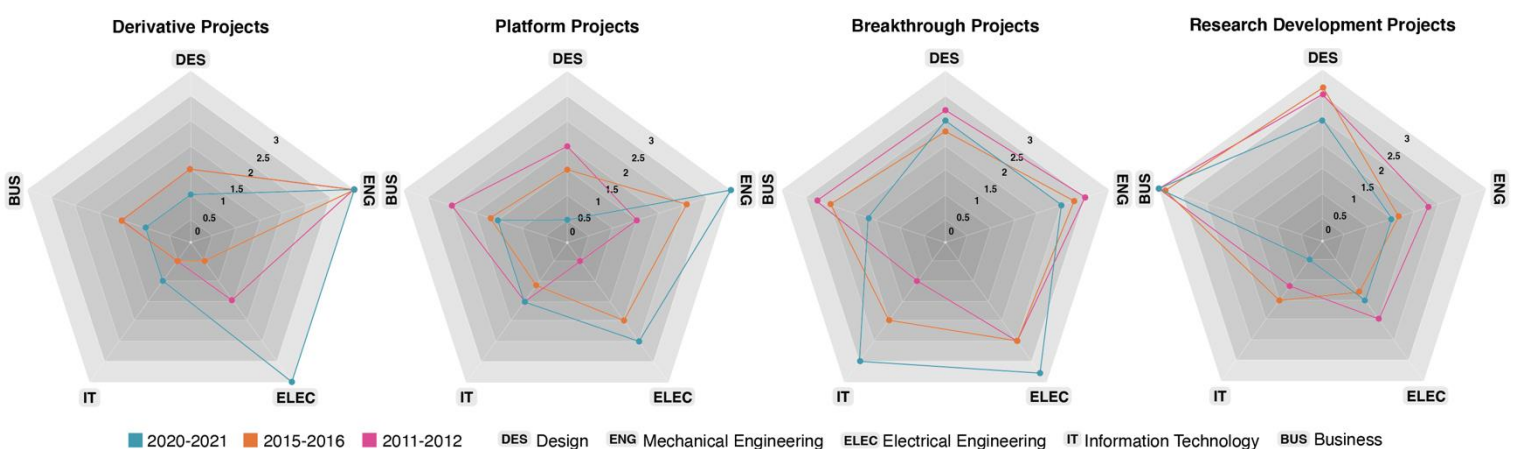 Derivative Projects
DES
3
2.5
2
1.5
1
0.5
0
ENG
BUS
IT
ELEC
Platform Projects
DES
3
2.5
2
1.5
1
0.5
0
ENG
BUS
IT
ELEC
Breakthrough Projects
DES
3
2.5
2
1.5
1
0.5
0
ENG
BUS
IT
ELEC
Research Development Projects
DES
3
2.5
2
1.5
1
0.5
0
ENG
BUS
IT
ELEC
2020-2021 2015-2016 2011-2012 DES Design ENG Mechanical Engineering ELEC Electrical Engineering IT Information Technology BUS Business